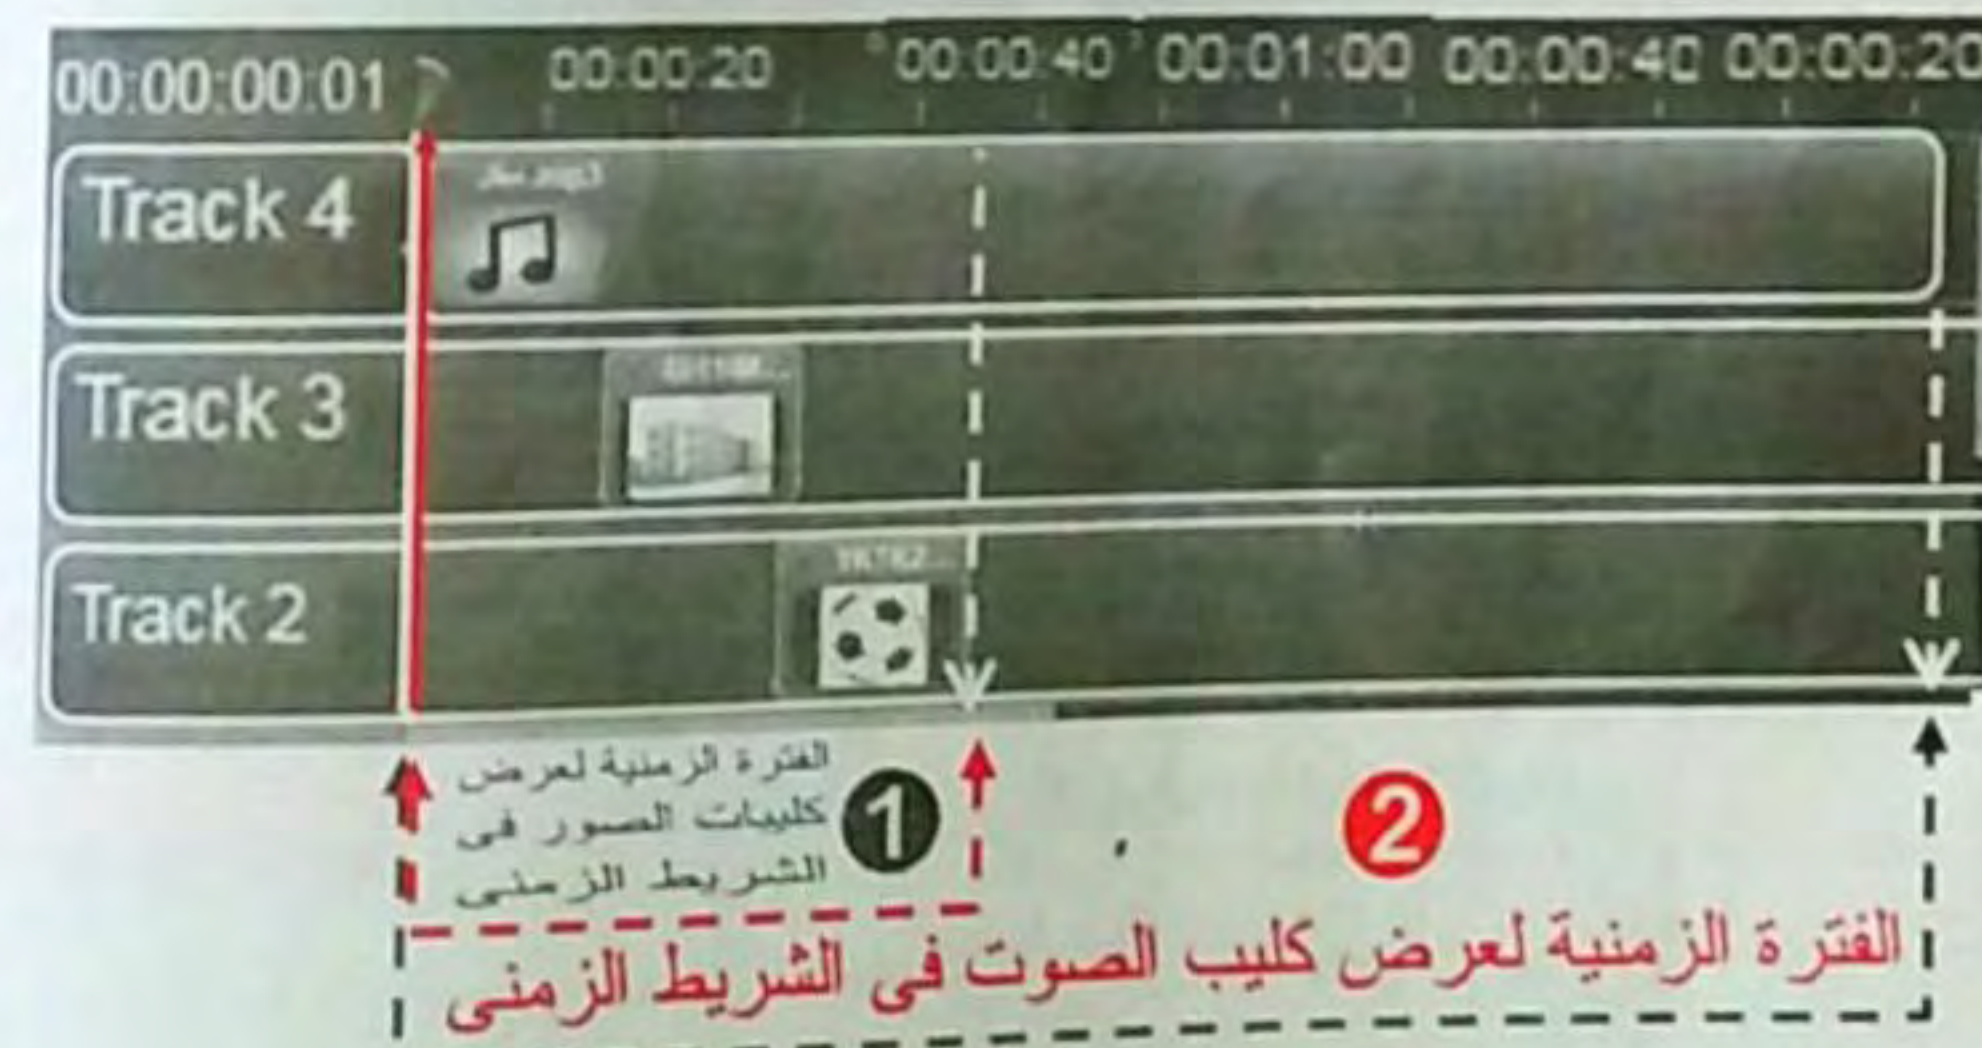 00:00:00:01
00:00:20 00:00:40 00:01:00 00:00:40 00:00:20
Track 4
.mp3
Track 3
Track 2
الفترة الزمنية لعرض
كليبات الصور فى
الشريط الزمنى
1
2
الفترة الزمنية لعرض كليب الصوت فى الشريط الزمنى